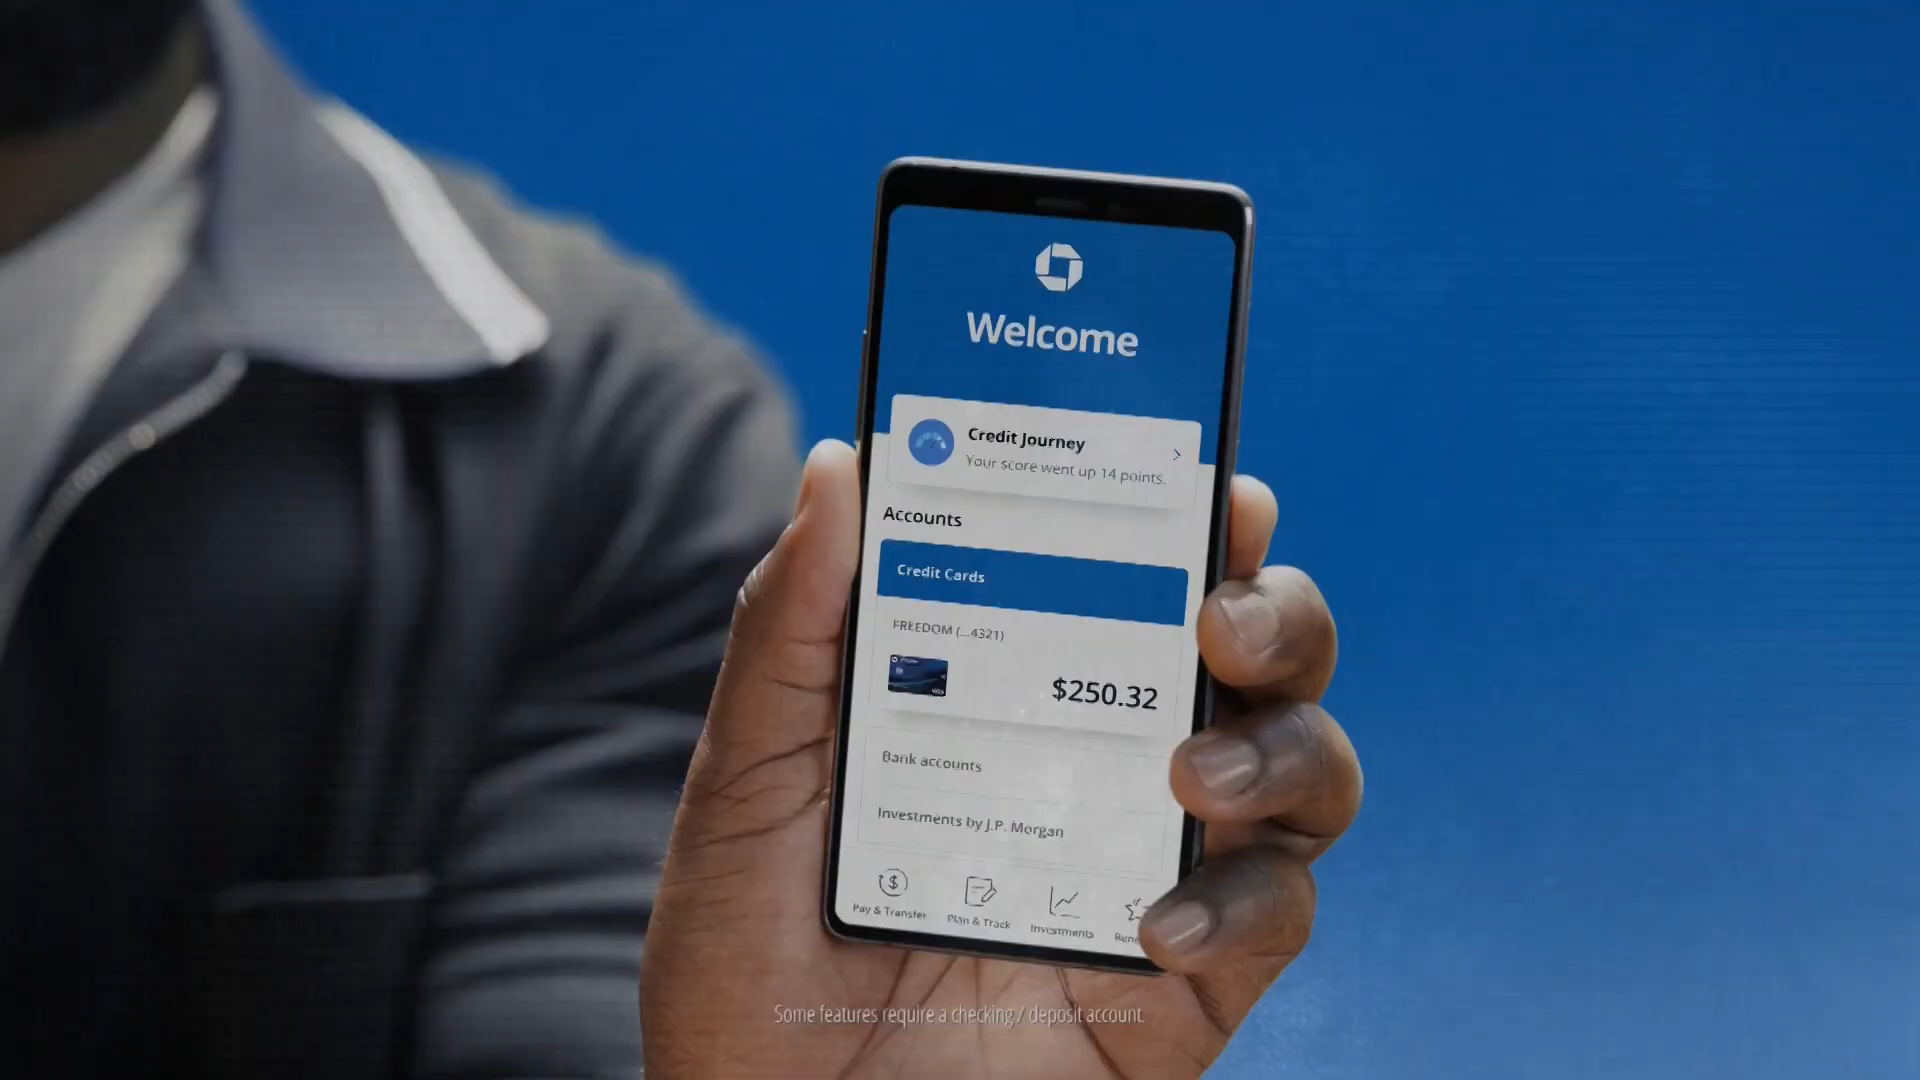 Welcome
Credit Journey
Your score went up 14 points.
Accounts
Credit Cards
FREEDOM (...4321)
$250.32
Bank accounts
Investments by J.P. Morgan
Pay & Transfer
Plan & Track
Investments
Some features require a checking / deposit account.